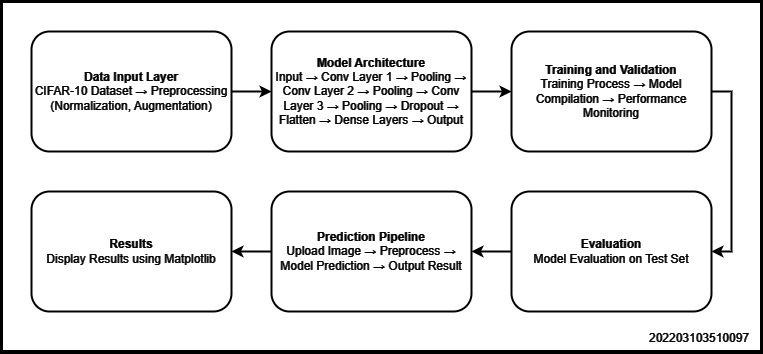 Data Input Layer
CIFAR-10 Dataset → Preprocessing
(Normalization, Augmentation)
Model Architecture
Input → Conv Layer 1 → Pooling →
Conv Layer 2 → Pooling → Conv
Layer 3 → Pooling → Dropout →
Flatten → Dense Layers → Output
Training and Validation
Training Process → Model
Compilation → Performance
Monitoring
Evaluation
Model Evaluation on Test Set
Prediction Pipeline
Upload Image → Preprocess →
Model Prediction → Output Result
Results
Display Results using Matplotlib
202203103510097